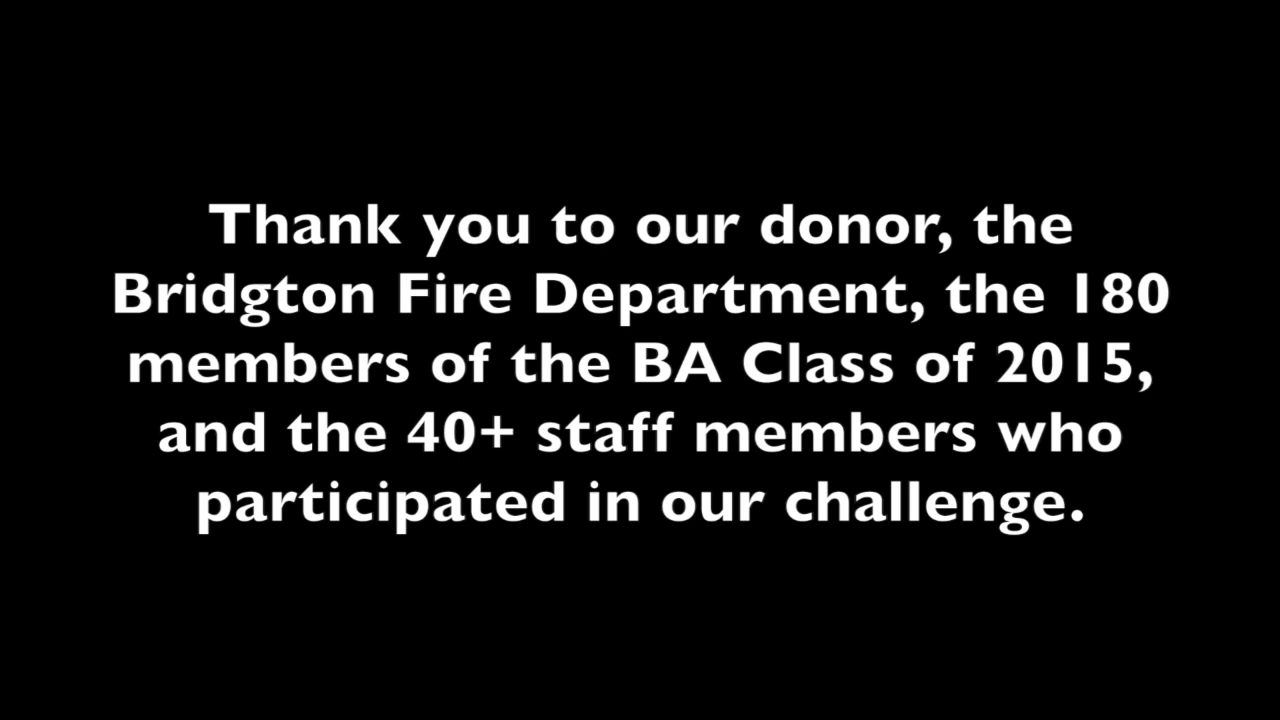 Thank you to our donor, the
Bridgton Fire Department, the 180
members of the BA Class of 2015,
and the 40+ staff members who
participated in our challenge.